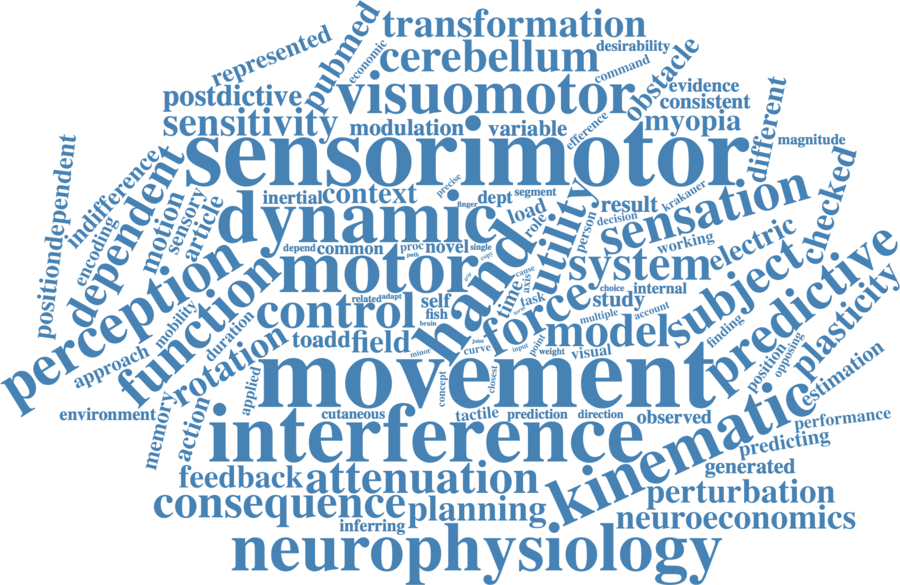 transformation
cerebellum
desirability
represented
pubmed
economic
command
obstacle
postdictive
visuomotor
evidence
consistent
sensitivity
modulation
variable
efference
myopia
different
magnitude
sensorimotor
positiondependent
indifference
encoding
dependent
motion
sensory
article
inertial
context
precise
finger
dept
segment
load
role
utility
person
decision
result
krakauer
sensation
checked
dynamic
depend
common
proc
path
novel
single
copy
hand
working
electric
perception
function
motor
related
adapt
self
fish
brain
pop
cause
axis
time
task
system
choice
internal
study
subject
predictive
approach
mobility
duration
rotation
control
toadd
field
minor
joint
curve
force
term
input
point
weight
multiple
visual
account
model
finding
position
opposing
plasticity
estimation
environment
memory
action
applied
movement
concept
closest
interference
cutaneous
tactile
prediction
direction
observed
kinematic
performance
predicting
generated
feedback
attenuation
consequence
planning
inferring
perturbation
neuroeconomics
neurophysiology